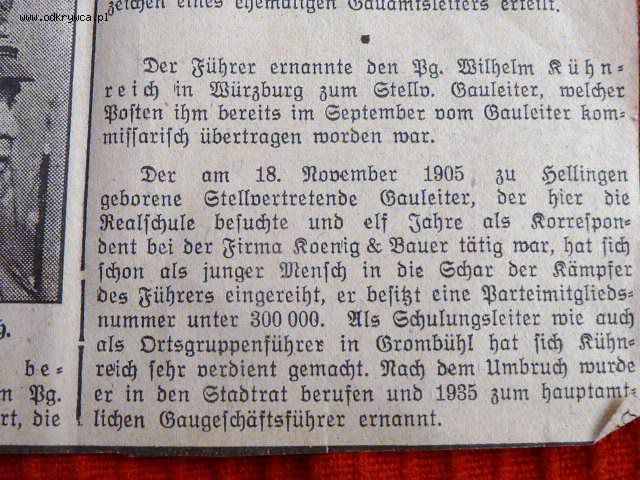 www.odkrywca.pl
zeichen eines ehemaligen Gauamtsleiters erteilt.
Der Führer ernannte den Pg. Wilhelm Kühn=
reich in Würzburg zum Stellv. Gauleiter, welcher
Posten ihm bereits im September vom Gauleiter kom=
missarisch übertragen worden war.
Der am 18. November 1905 zu Hellingen
geborene Stellvertretende Gauleiter, der hier die
Realschule besuchte und elf Jahre als Korrespon=
dent bei der Firma Koenig & Bauer tätig war, hat sich
schon als junger Mensch in die Schar der Kämpfer
des Führers eingereiht, er besitzt eine Parteimitglieds=
nummer unter 300 000. Als Schulungsleiter wie auch
als Ortsgruppenführer in Grombühl hat sich Kühn=
reich sehr verdient gemacht. Nach dem Umbruch wurde
er in den Stadtrat berufen und 1935 zum hauptamt=
lichen Gaugeschäftsführer ernannt.
be=
Pg.
die